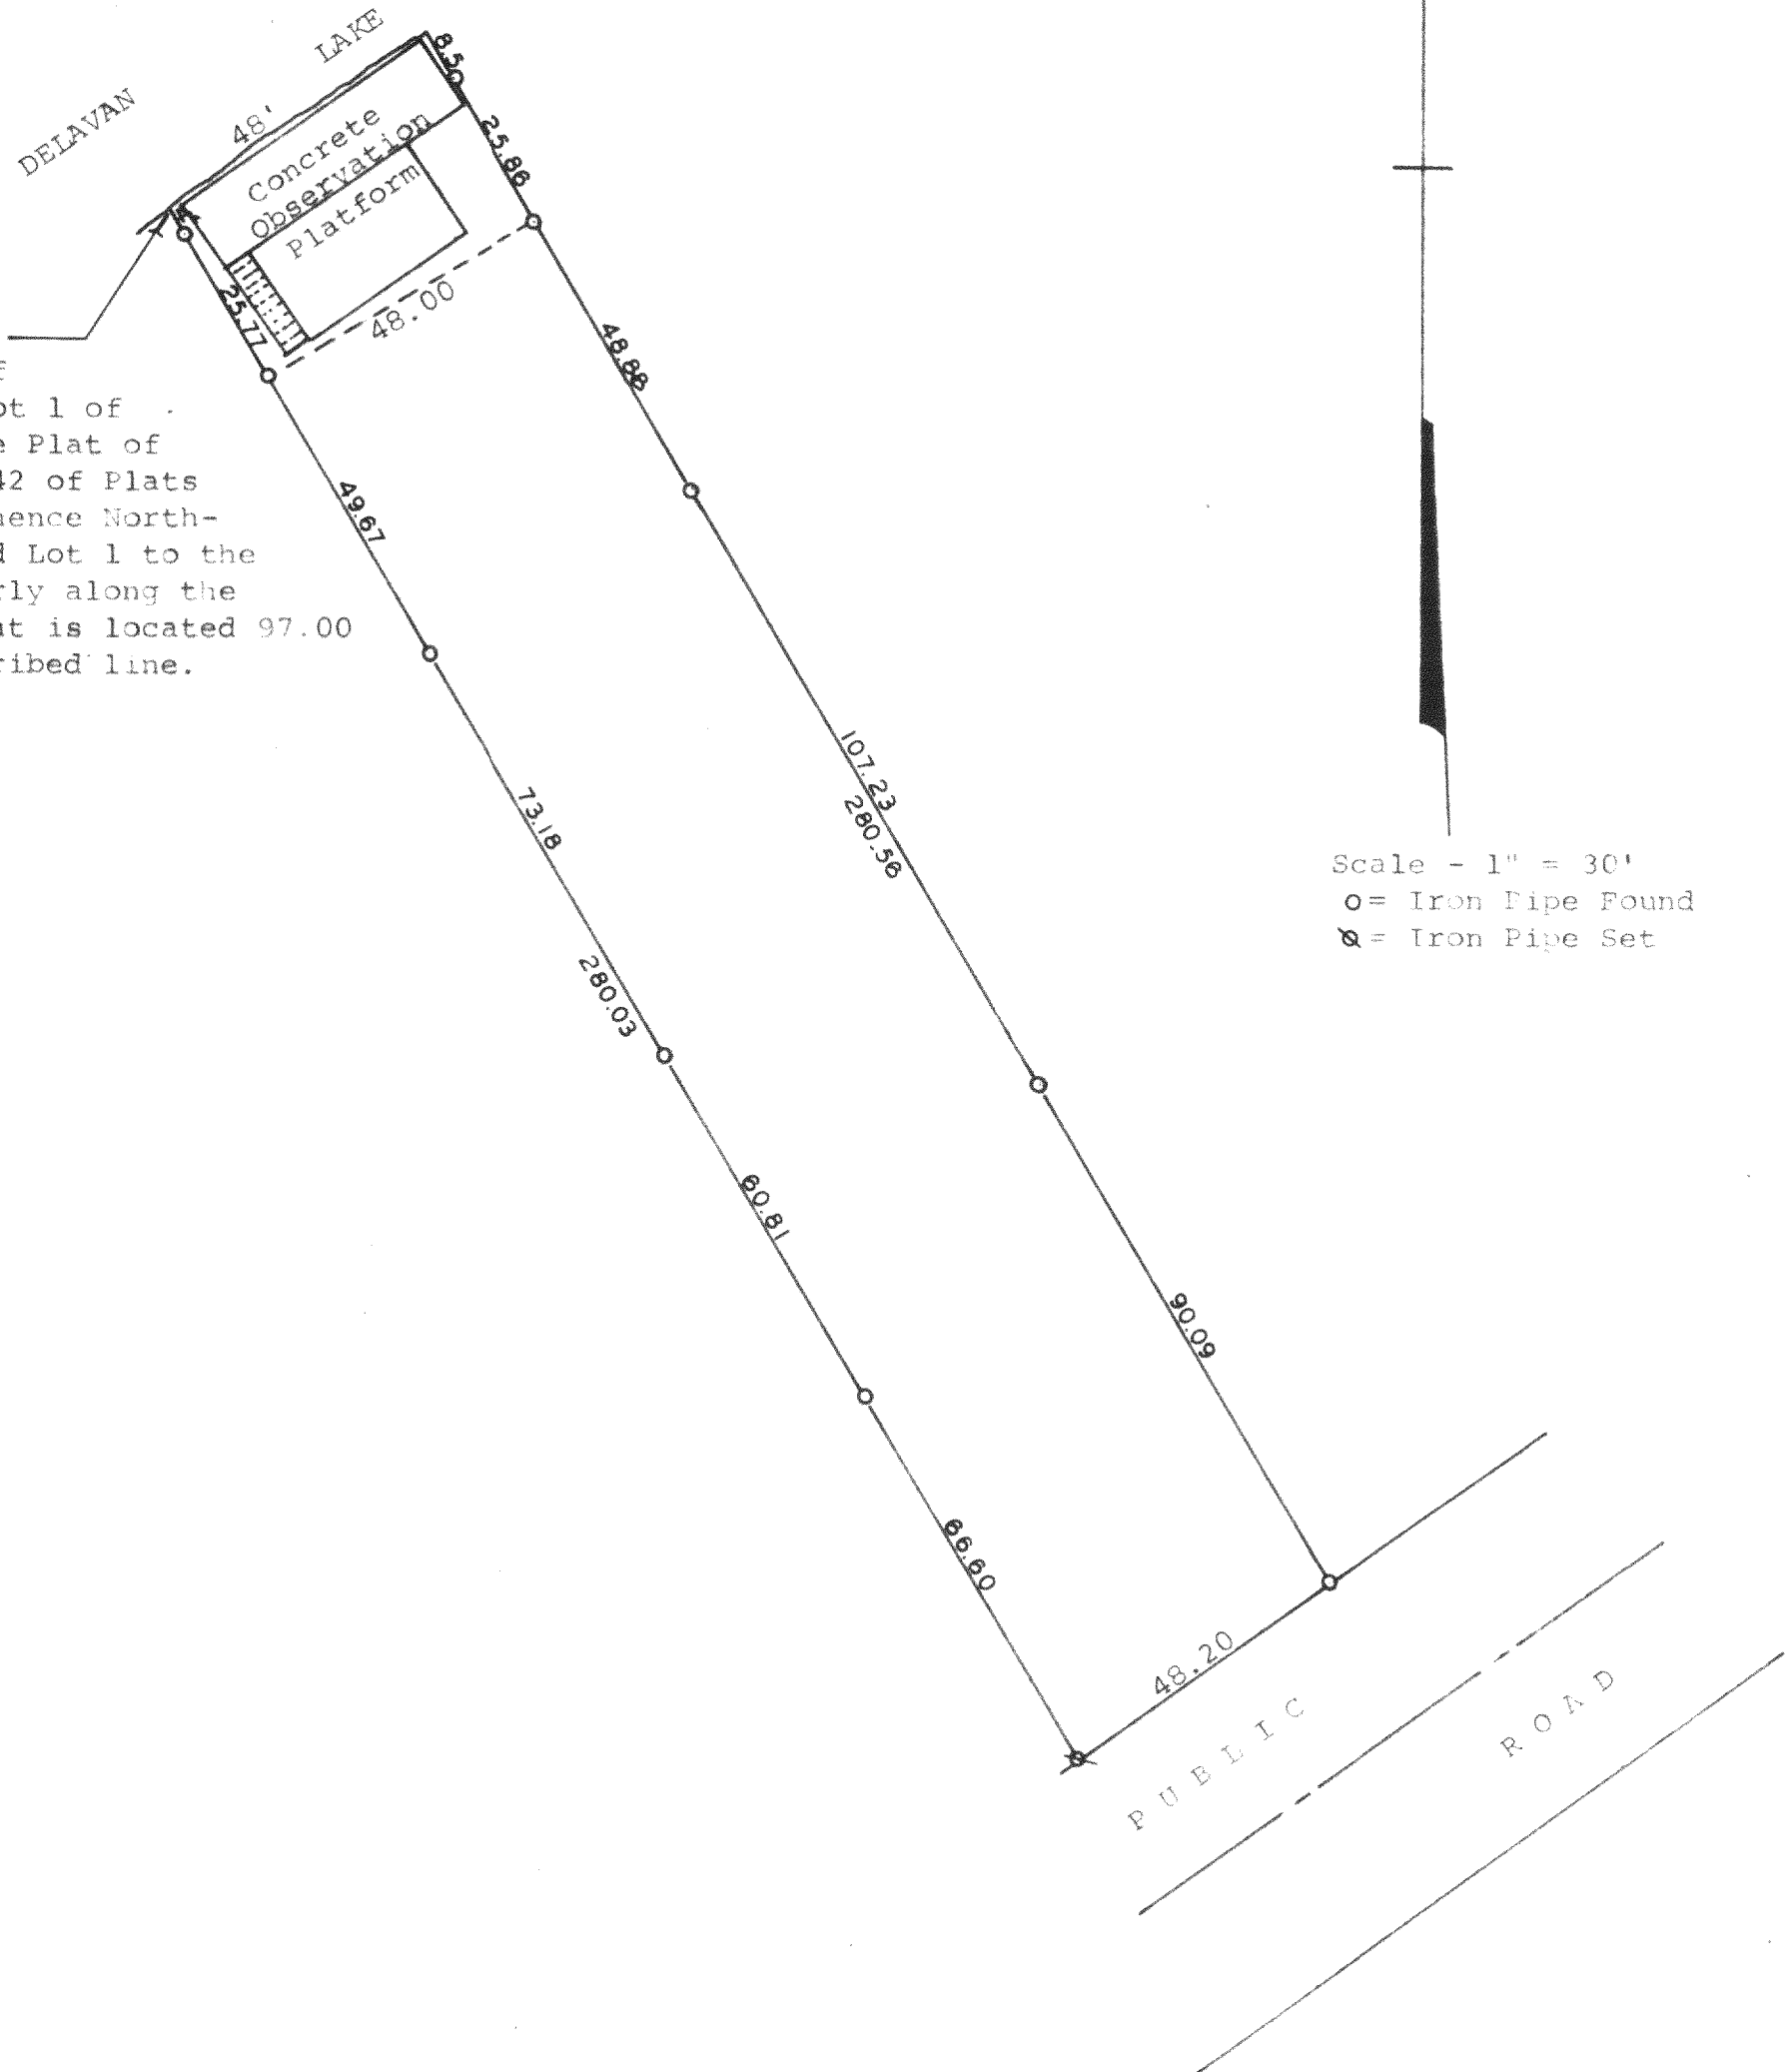 DELAVAN LAKE
48'
8.50
Concrete
Observation
Platform
25.86
25.77
48.00
48.88
ot 1 of
e Plat of
42 of Plats
hence North-
d Lot 1 to the
rly along the
at is located 97.00
ribed line.
49.67
107.23
280.56
73.18
280.03
Scale - 1" = 30'
o= Iron Pipe Found
= Iron Pipe Set
60.81
90.09
66.60
48.20
PUBLIC ROAD